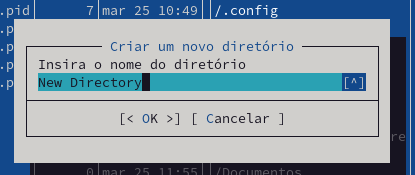 .pid 7 mar 25 10:49 /.config
Criar um novo diretório
Insira o nome do diretório
New Directory [^]
[< OK >] [ Cancelar ]
0 mar 25 11:55 /Documentos